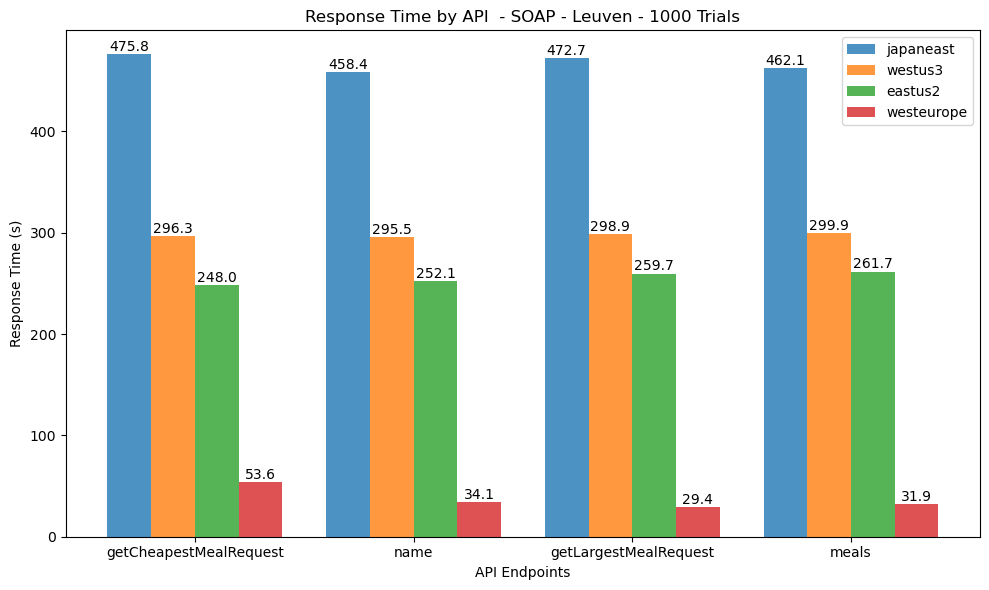 Response Time by API  - SOAP - Leuven - 1000 Trials
japaneast
westus3
eastus2
westeurope
Response Time (s)
400
300
200
100
0
475.8
296.3
248.0
53.6
458.4
295.5
252.1
34.1
472.7
298.9
259.7
29.4
462.1
299.9
261.7
31.9
getCheapestMealRequest
name
getLargestMealRequest
meals
API Endpoints